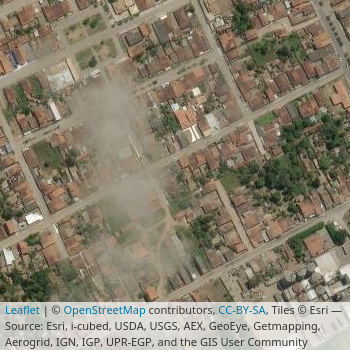 Leaflet | © OpenStreetMap contributors, CC-BY-SA, Tiles © Esri —
Source: Esri, i-cubed, USDA, USGS, AEX, GeoEye, Getmapping,
Aerogrid, IGN, IGP, UPR-EGP, and the GIS User Community